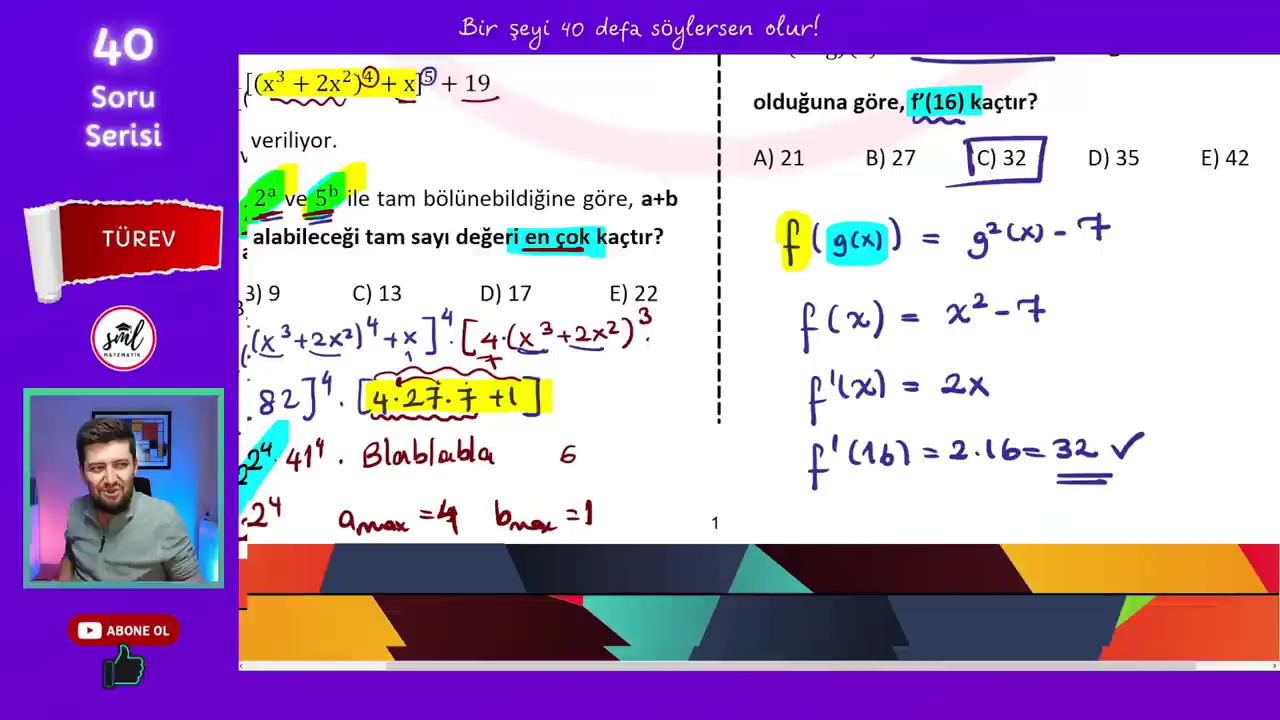 Bir şeyi 40 defa söylersen olur!
40
Soru
Serisi
TÜREV
sml
MATEMATİK
ABONE OL
[(x³ + 2x²)⁴ + x]⁵ + 19
veriliyor.
2ᵃ ve 5ᵇ ile tam bölünebildiğine göre, a+b
alabileceği tam sayı değeri en çok kaçtır?
B) 9 C) 13 D) 17 E) 22
(x³+2x²)⁴+x]⁴·[4·(x³+2x²)³·
82]⁴·[4·27·7+1]
2⁴·41⁴· Blablabla 6
2⁴ aₘₐₓ=4 bₘₐₓ=1
olduğuna göre, f'(16) kaçtır?
A) 21 B) 27 C) 32 D) 35 E) 42
f(g(x)) = g²(x)-7
f(x) = x²-7
f'(x) = 2x
f'(16) = 2.16 = 32 ✓
1